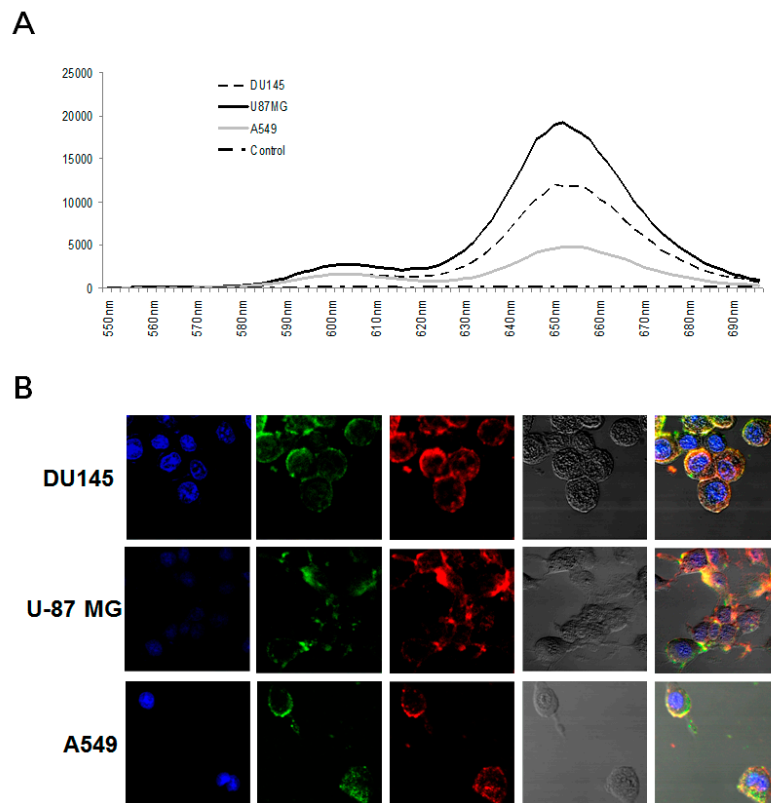 A
25000
20000
15000
10000
5000
0
DU145
U87MG
A549
Control
550nm
560nm
570nm
580nm
590nm
600nm
610nm
620nm
630nm
640nm
650nm
660nm
670nm
680nm
690nm
B
DU145
U-87 MG
A549